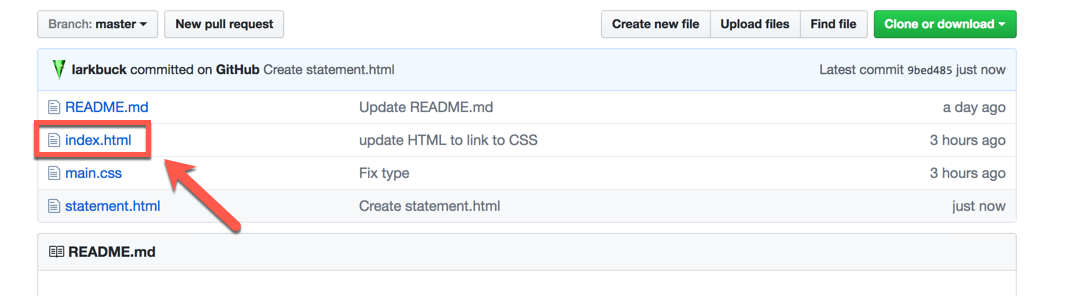 Branch: master New pull request Create new file Upload files Find file Clone or download
larkbuck committed on GitHub Create statement.html Latest commit 9bed485 just now
README.md Update README.md a day ago
index.html update HTML to link to CSS 3 hours ago
main.css Fix type 3 hours ago
statement.html Create statement.html just now
README.md